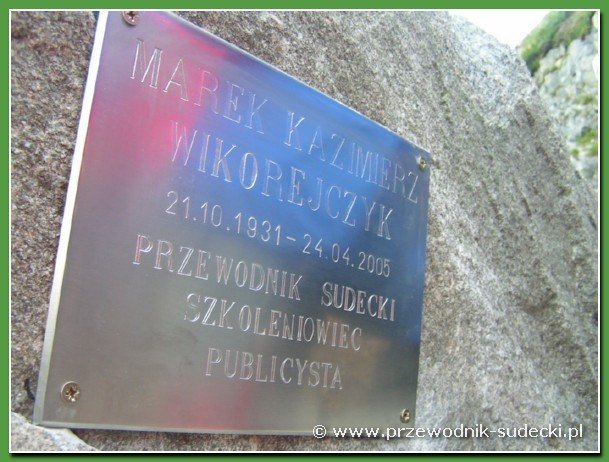 MAREK KAZIMIERZ
WIKOREJCZYK
21.10.1931 – 24.04.2005
PRZEWODNIK SUDECKI
SZKOLENIOWIEC
PUBLICYSTA
© www.przewodnik-sudecki.pl